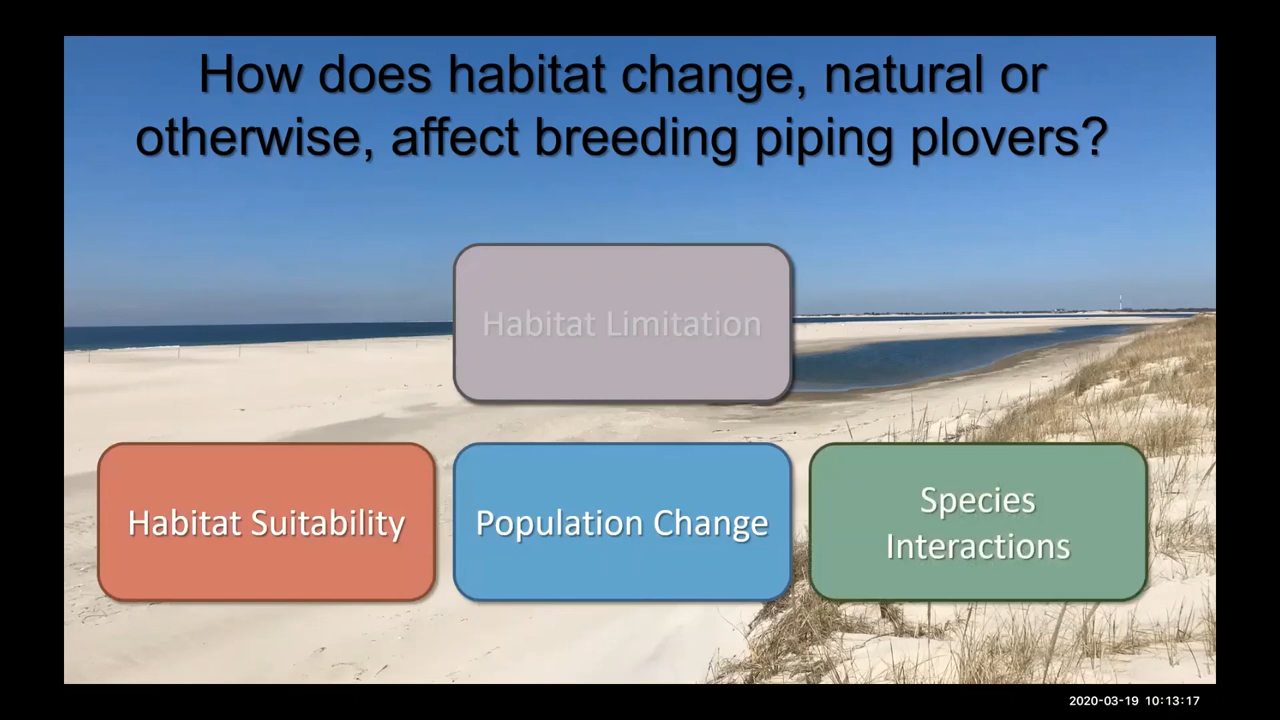 How does habitat change, natural or
otherwise, affect breeding piping plovers?
Habitat Limitation
Habitat Suitability
Population Change
Species
Interactions
2020-03-19 10:13:17